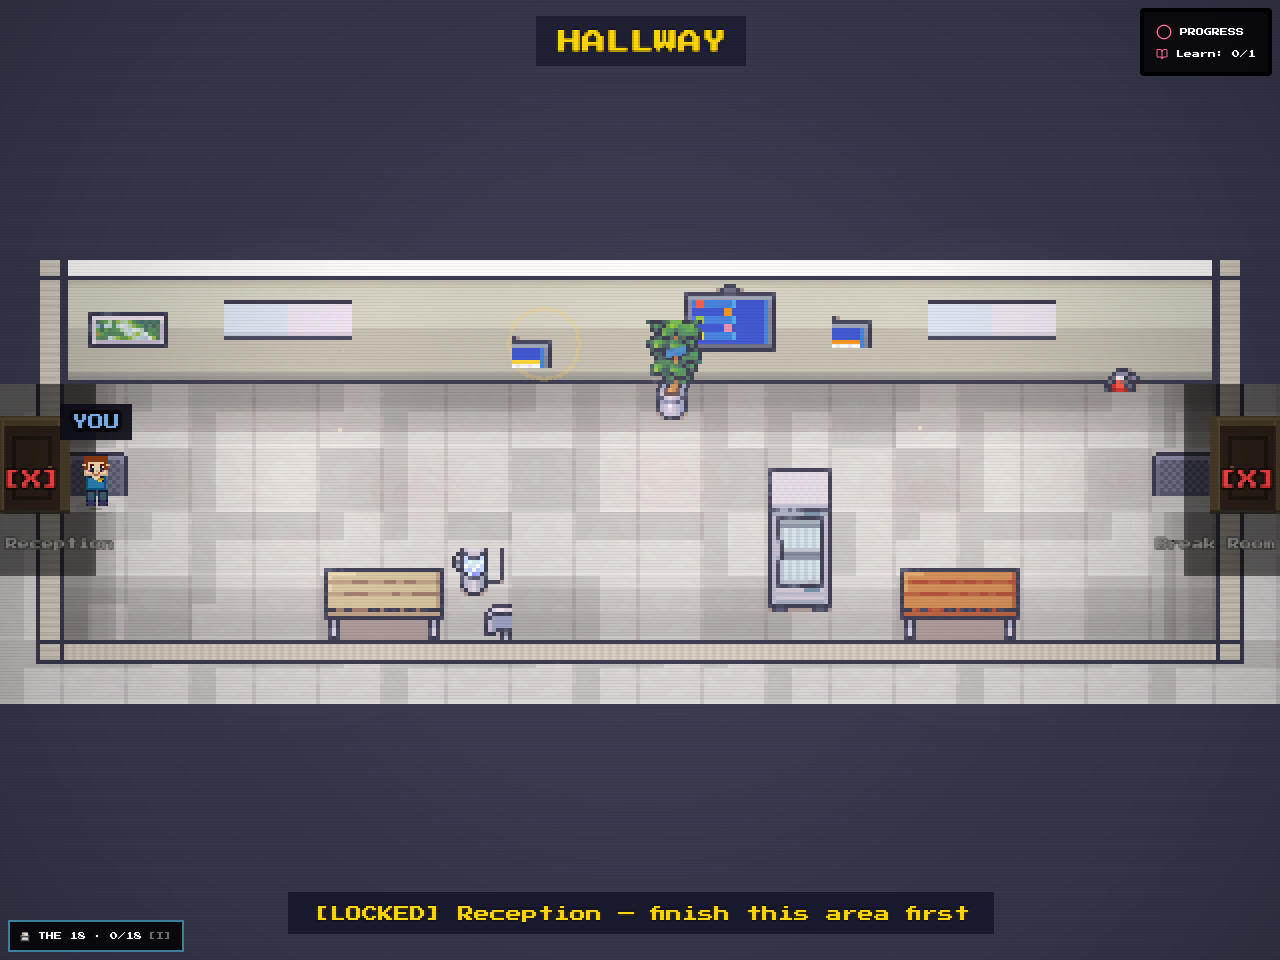 HALLWAY
PROGRESS
Learn: 0/1
YOU
[X]
[X]
Reception
Break Room
[LOCKED] Reception — finish this area first
THE 18 · 0/18 [I]